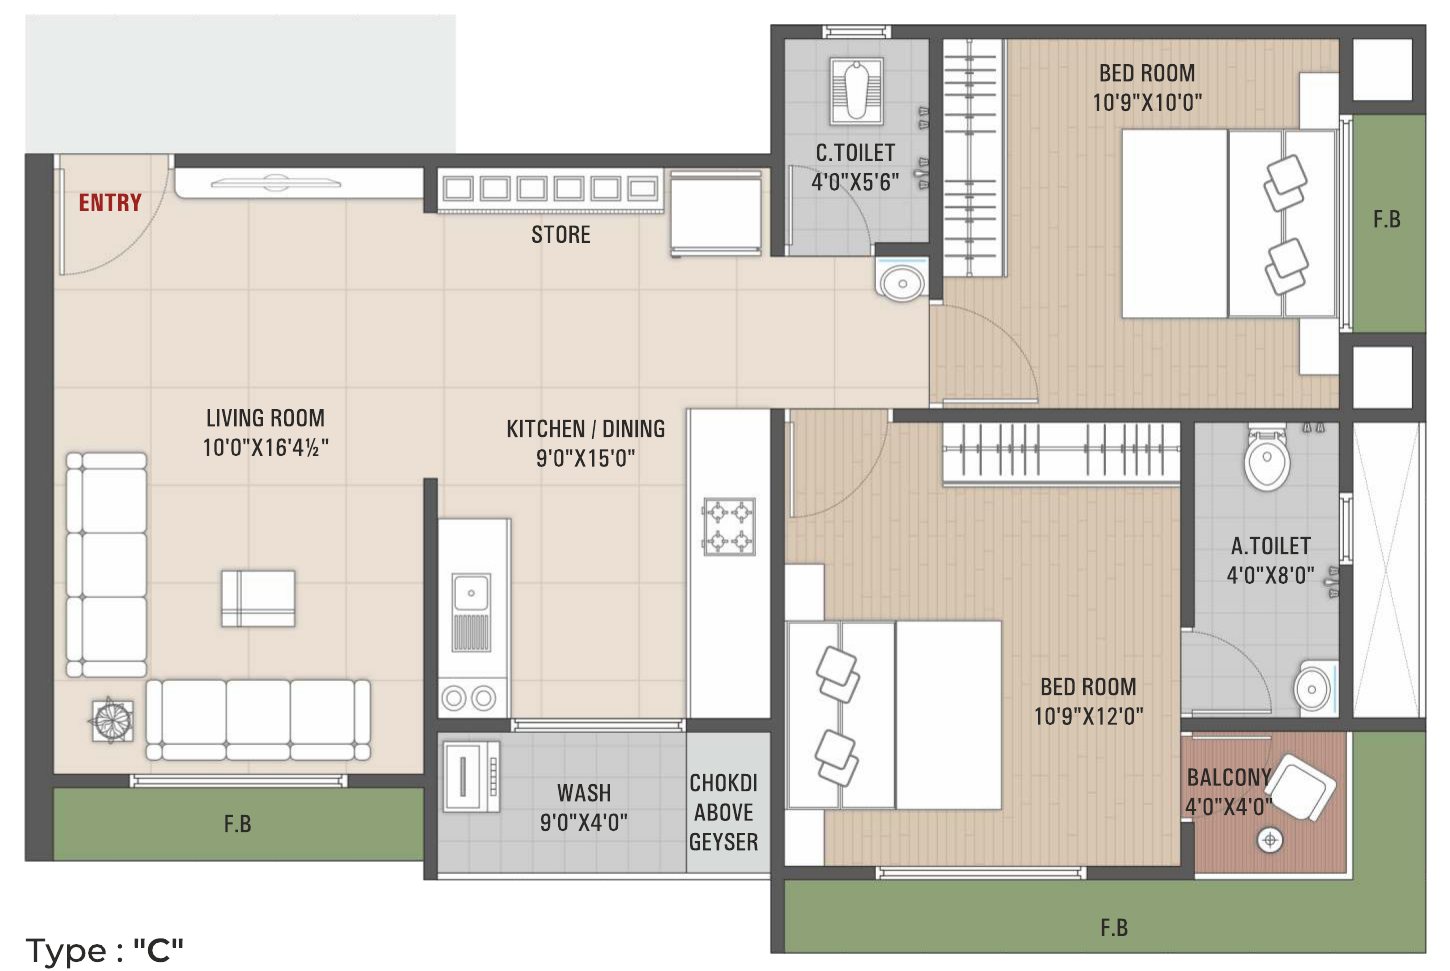 BED ROOM
10'9"X10'0"
C.TOILET
4'0"X5'6"
ENTRY
F.B
STORE
LIVING ROOM
10'0"X16'4½"
KITCHEN / DINING
9'0"X15'0"
A.TOILET
4'0"X8'0"
BED ROOM
10'9"X12'0"
BALCONY
4'0"X4'0"
WASH
9'0"X4'0"
CHOKDI
ABOVE
GEYSER
F.B
F.B
Type : "C"